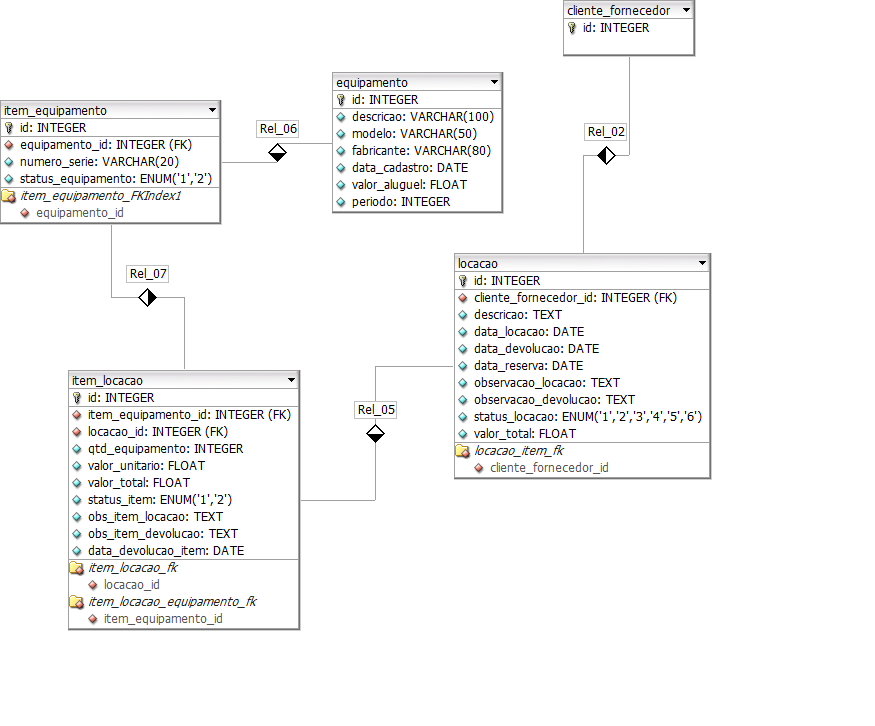 cliente_fornecedor
id: INTEGER
Rel_02
equipamento
id: INTEGER
descricao: VARCHAR(100)
modelo: VARCHAR(50)
fabricante: VARCHAR(80)
data_cadastro: DATE
valor_aluguel: FLOAT
periodo: INTEGER
Rel_06
item_equipamento
id: INTEGER
equipamento_id: INTEGER (FK)
numero_serie: VARCHAR(20)
status_equipamento: ENUM('1','2')
item_equipamento_FKIndex1
equipamento_id
Rel_07
locacao
id: INTEGER
cliente_fornecedor_id: INTEGER (FK)
descricao: TEXT
data_locacao: DATE
data_devolucao: DATE
data_reserva: DATE
observacao_locacao: TEXT
observacao_devolucao: TEXT
status_locacao: ENUM('1','2','3','4','5','6')
valor_total: FLOAT
locacao_item_fk
cliente_fornecedor_id
Rel_05
item_locacao
id: INTEGER
item_equipamento_id: INTEGER (FK)
locacao_id: INTEGER (FK)
qtd_equipamento: INTEGER
valor_unitario: FLOAT
valor_total: FLOAT
status_item: ENUM('1','2')
obs_item_locacao: TEXT
obs_item_devolucao: TEXT
data_devolucao_item: DATE
item_locacao_fk
locacao_id
item_locacao_equipamento_fk
item_equipamento_id